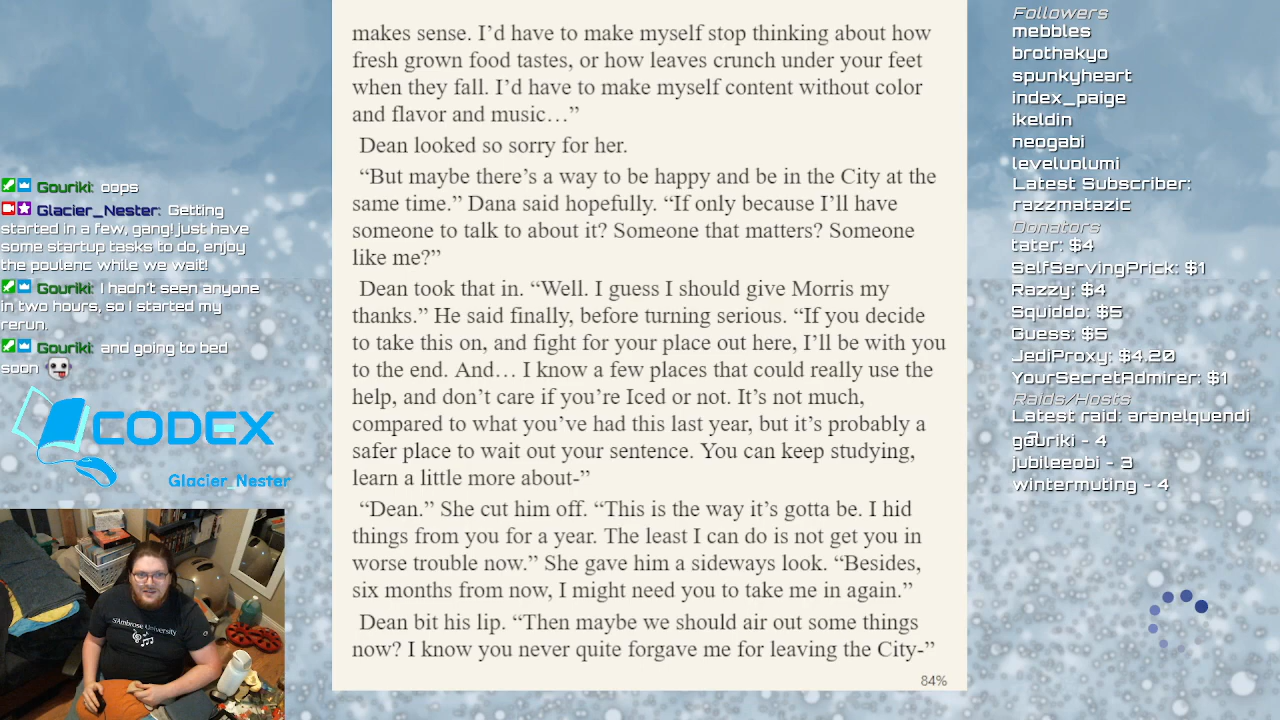 makes sense. I’d have to make myself stop thinking about how
fresh grown food tastes, or how leaves crunch under your feet
when they fall. I’d have to make myself content without color
and flavor and music…”
Dean looked so sorry for her.
“But maybe there’s a way to be happy and be in the City at the
same time.” Dana said hopefully. “If only because I’ll have
someone to talk to about it? Someone that matters? Someone
like me?”
Dean took that in. “Well. I guess I should give Morris my
thanks.” He said finally, before turning serious. “If you decide
to take this on, and fight for your place out here, I’ll be with you
to the end. And… I know a few places that could really use the
help, and don’t care if you’re Iced or not. It’s not much,
compared to what you’ve had this last year, but it’s probably a
safer place to wait out your sentence. You can keep studying,
learn a little more about-”
“Dean.” She cut him off. “This is the way it’s gotta be. I hid
things from you for a year. The least I can do is not get you in
worse trouble now.” She gave him a sideways look. “Besides,
six months from now, I might need you to take me in again.”
Dean bit his lip. “Then maybe we should air out some things
now? I know you never quite forgave me for leaving the City-”
84%
Gouriki: oops
Glacier_Nester: Getting
started in a few, gang! just have
some startup tasks to do, enjoy
the poulenc while we wait!
Gouriki: I hadn't seen anyone
in two hours, so I started my
rerun.
Gouriki: and going to bed
soon
CODEX
Glacier_Nester
St. Ambrose University
Followers
mebbles
brothakyo
spunkyheart
index_paige
ikeldin
neogabi
leveluplumi
Latest Subscriber:
razzmatazic
Donators
tater: $4
SelfServingPrick: $1
Razzy: $4
Squiddo: $5
Guess: $5
JediProxy: $4.20
YourSecretAdmirer: $1
Raids/Hosts
Latest raid: aranelquendi
gouriki - 4
jubileeobi - 3
wintermuting - 4